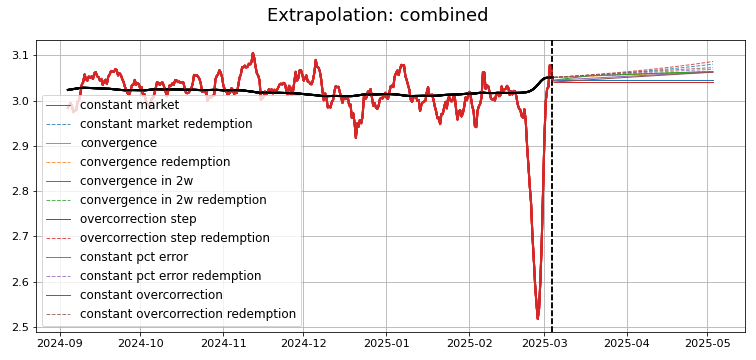 Extrapolation: combined
3.1
3.0
2.9
2.8
2.7
2.6
2.5
constant market
constant market redemption
convergence
convergence redemption
convergence in 2w
convergence in 2w redemption
overcorrection step
overcorrection step redemption
constant pct error
constant pct error redemption
constant overcorrection
constant overcorrection redemption
2024-09 2024-10 2024-11 2024-12 2025-01 2025-02 2025-03 2025-04 2025-05